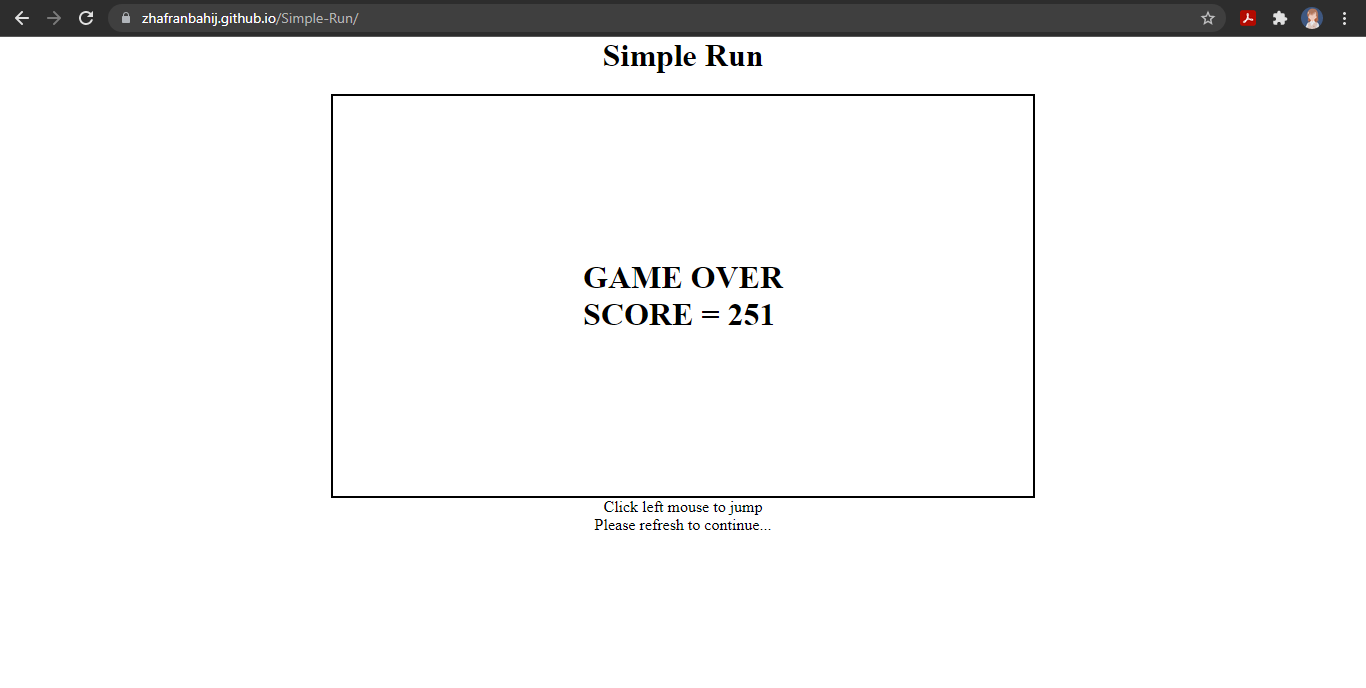 zhafranbahij.github.io/Simple-Run/
Simple Run
GAME OVER
SCORE = 251
Click left mouse to jump
Please refresh to continue...